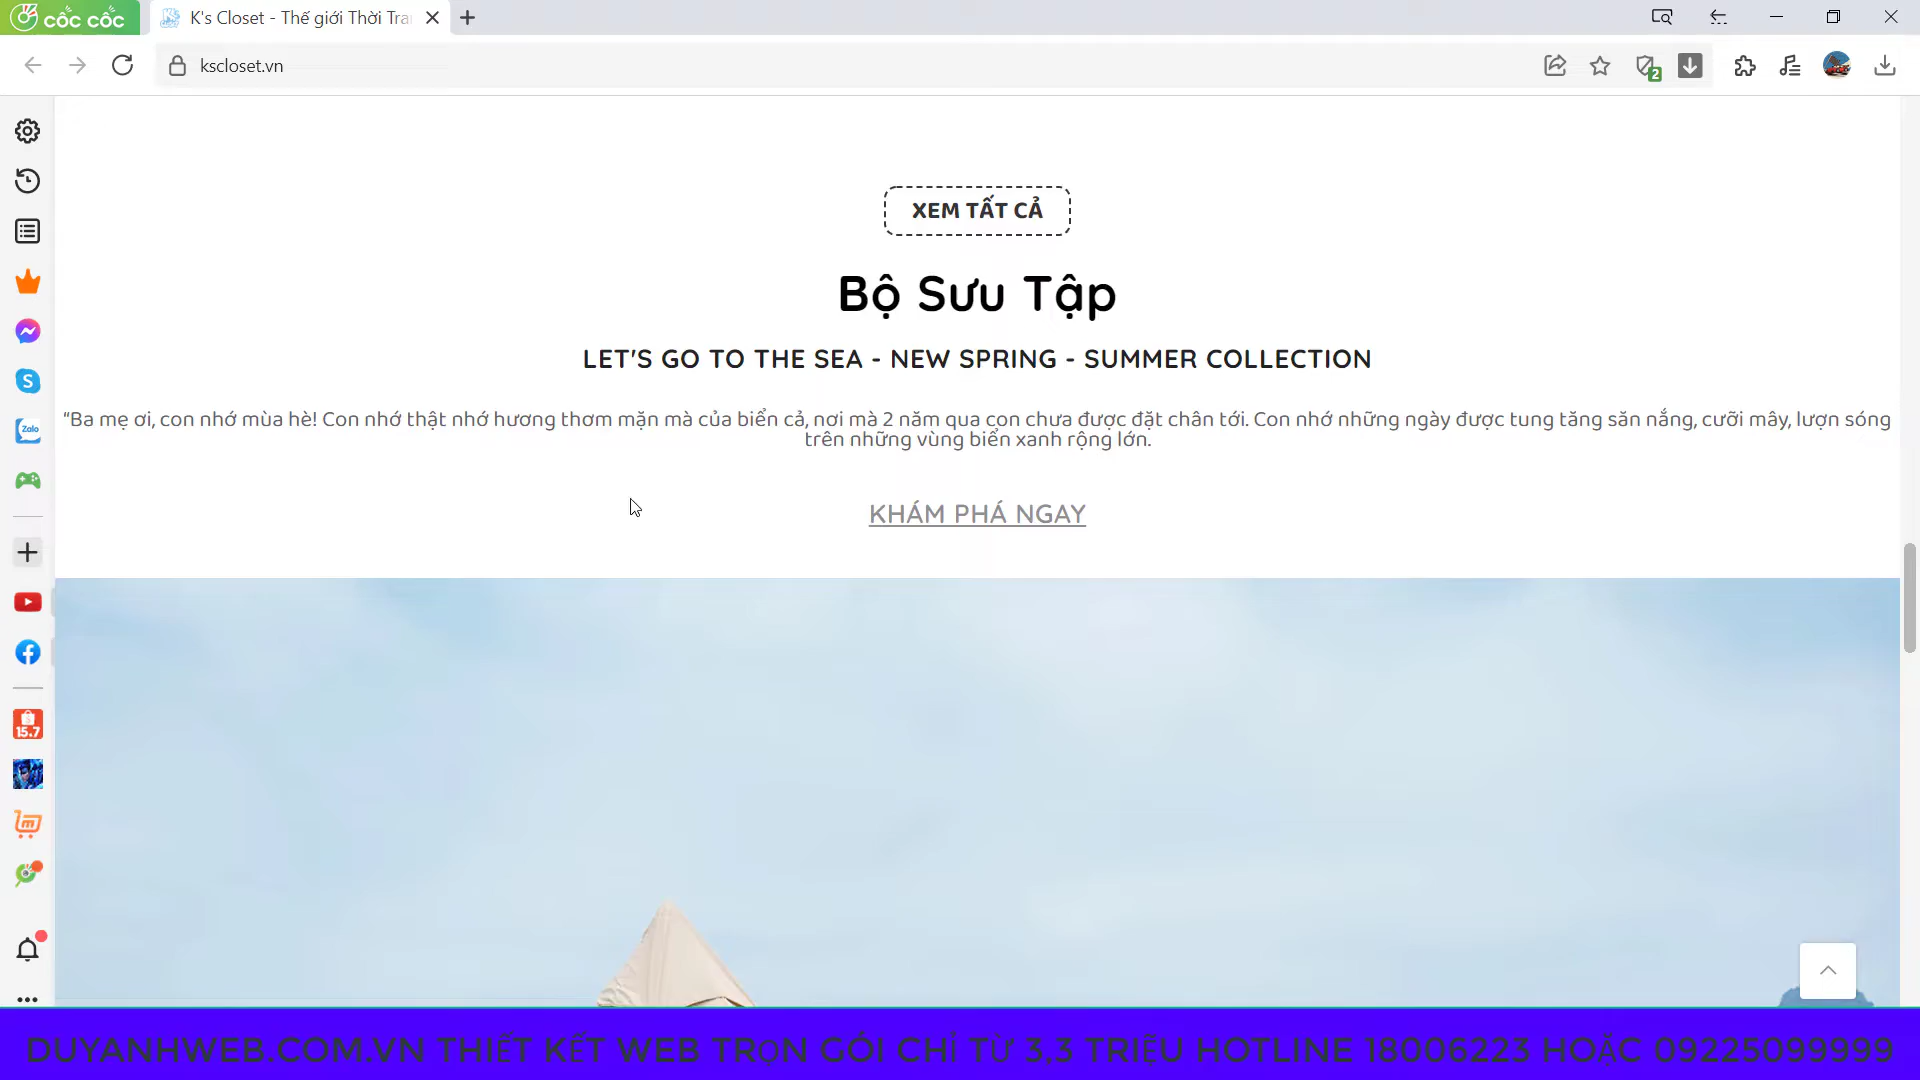 cốc cốc
K's Closet - Thế giới Thời Tra
kscloset.vn
2
XEM TẤT CẢ
Bộ Sưu Tập
LET'S GO TO THE SEA - NEW SPRING - SUMMER COLLECTION
“Ba mẹ ơi, con nhớ mùa hè! Con nhớ thật nhớ hương thơm mặn mà của biển cả, nơi mà 2 năm qua con chưa được đặt chân tới. Con nhớ những ngày được tung tăng săn nắng, cưỡi mây, lượn sóng
trên những vùng biển xanh rộng lớn.
Zalo
KHÁM PHÁ NGAY
15.7
DUYANHWEB.COM.VN THIẾT KẾT WEB TRỌN GÓI CHỈ TỪ 3,3 TRIỆU HOTLINE 18006223 HOẶC 09225099999